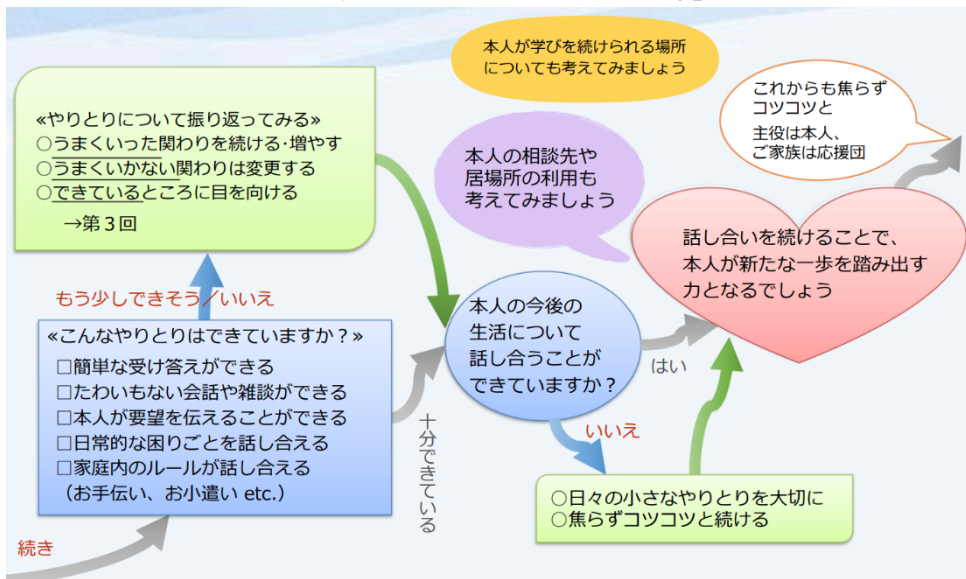 本人が学びを続けられる場所
についても考えてみましょう
これからも焦らず
コツコツと
主役は本人、
ご家族は応援団
≪やりとりについて振り返ってみる≫
○うまくいった関わりを続ける･増やす
○うまくいかない関わりは変更する
○できているところに目を向ける
→第３回
本人の相談先や
居場所の利用も
考えてみましょう
話し合いを続けることで、
本人が新たな一歩を踏み出す
力となるでしょう
もう少しできそう／いいえ
≪こんなやりとりはできていますか？≫
□簡単な受け答えができる
□たわいもない会話や雑談ができる
□本人が要望を伝えることができる
□日常的な困りごとを話し合える
□家庭内のルールが話し合える
（お手伝い、お小遣い etc.）
続き
十分できている
本人の今後の
生活について
話し合うことが
できていますか？
はい
いいえ
○日々の小さなやりとりを大切に
○焦らずコツコツと続ける